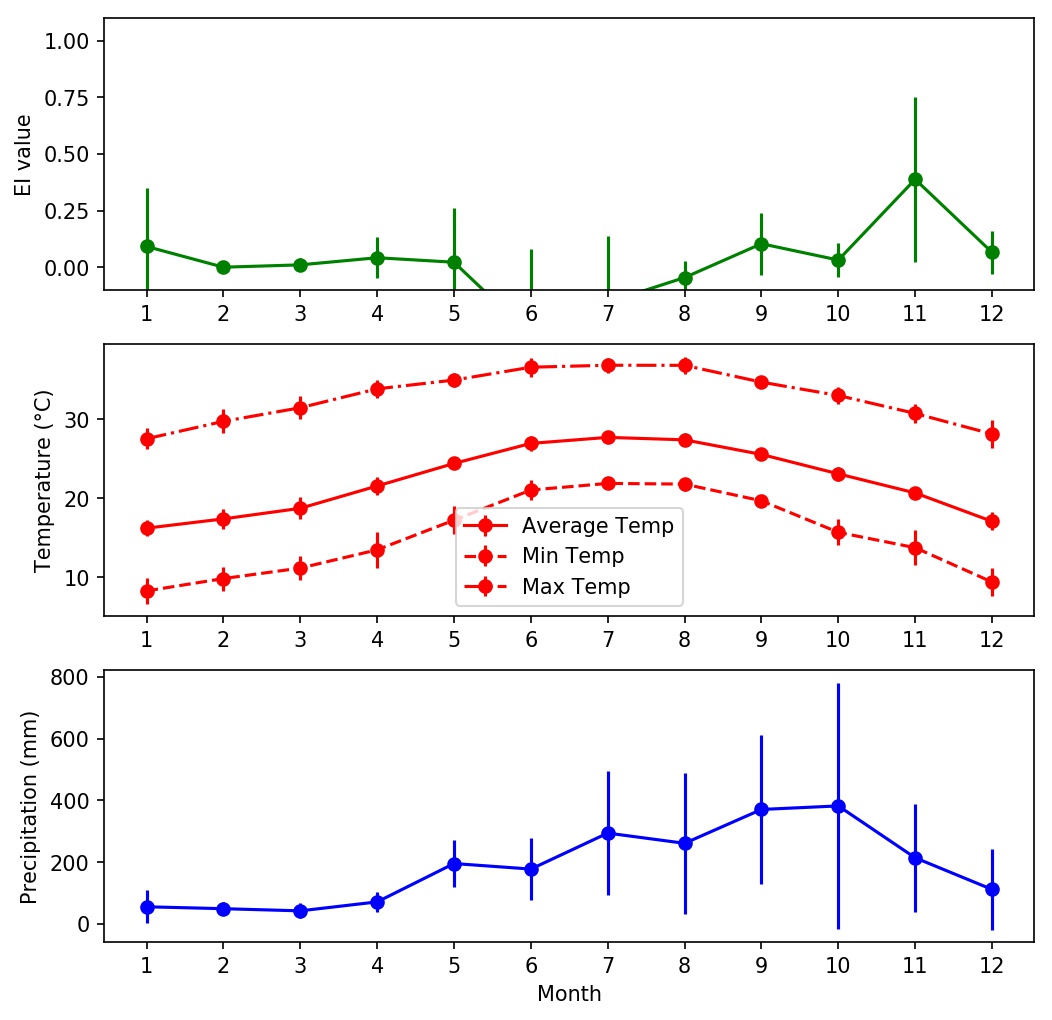 EI value
1.00
0.75
0.50
0.25
0.00
1 2 3 4 5 6 7 8 9 10 11 12
Temperature (°C)
30
20
10
Average Temp
Min Temp
Max Temp
1 2 3 4 5 6 7 8 9 10 11 12
Precipitation (mm)
800
600
400
200
0
1 2 3 4 5 6 7 8 9 10 11 12
Month